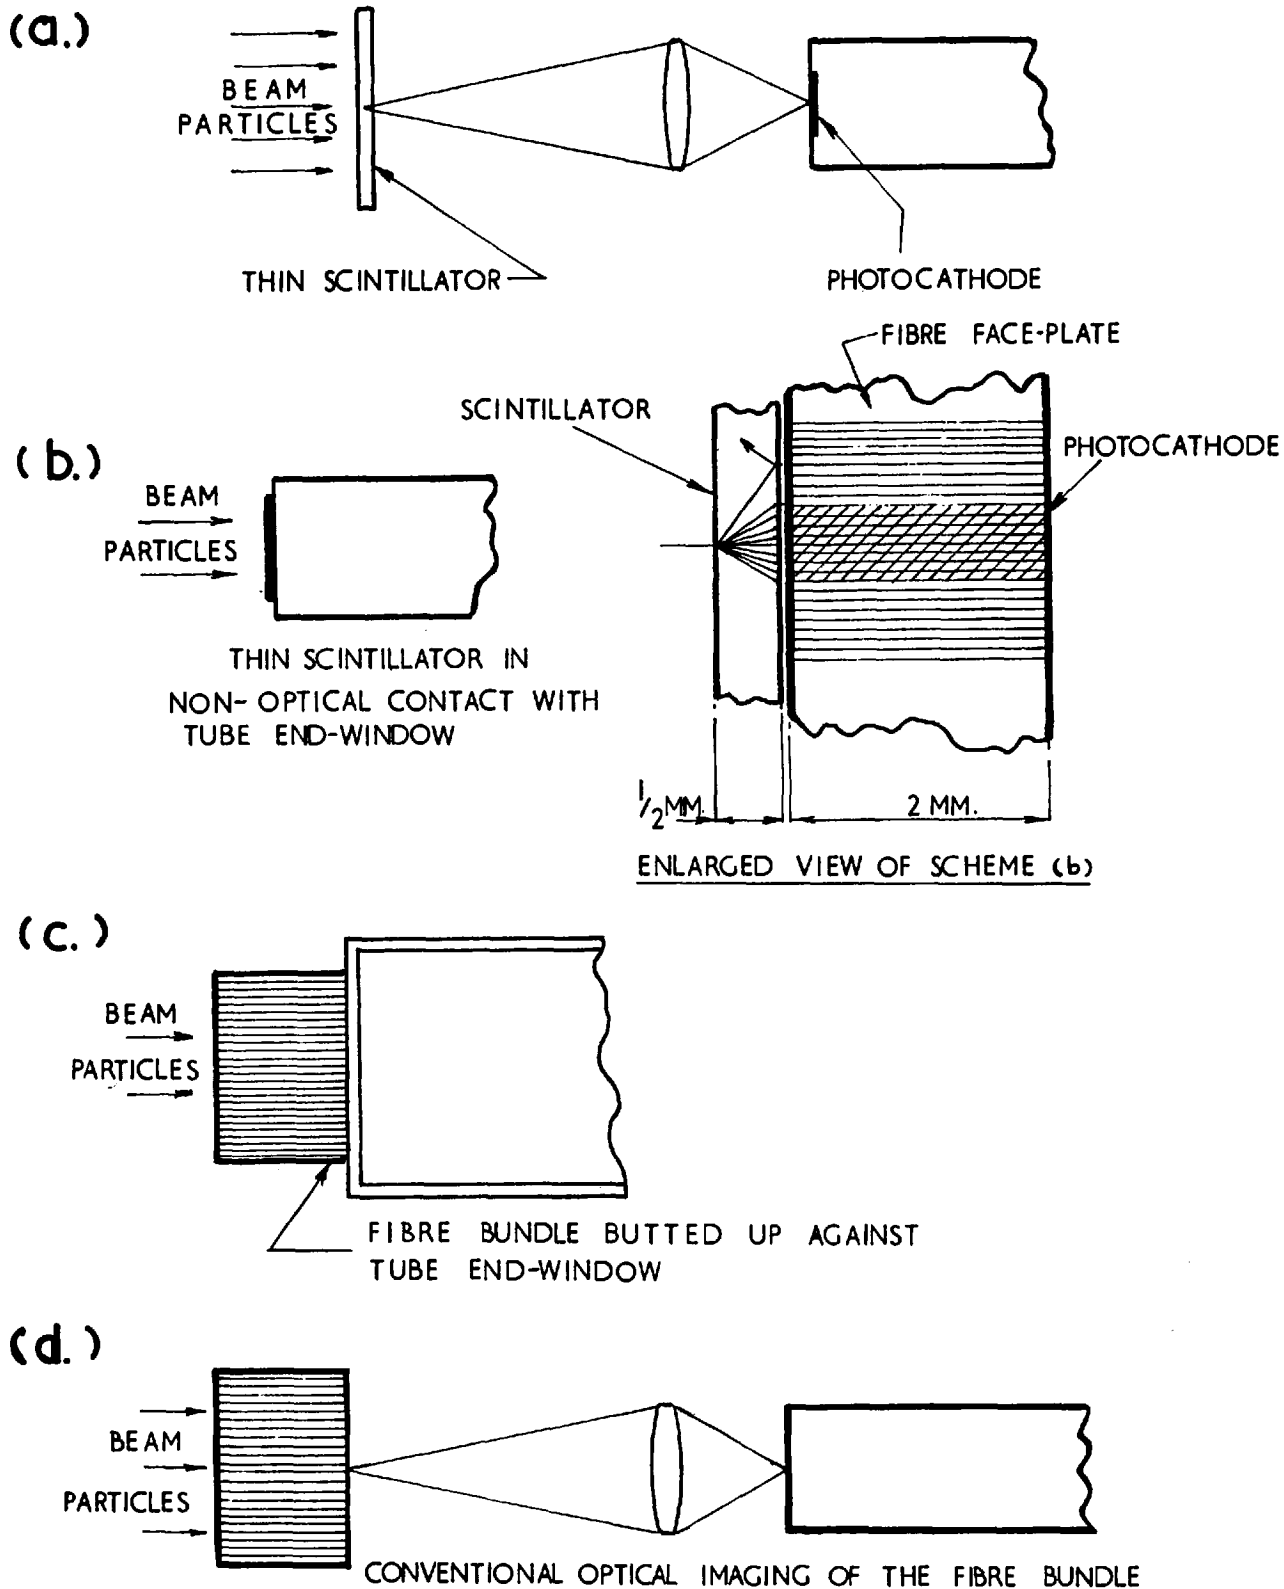 (a.)
BEAM
PARTICLES
THIN SCINTILLATOR
PHOTOCATHODE
FIBRE FACE-PLATE
SCINTILLATOR
PHOTOCATHODE
(b.)
BEAM
PARTICLES
THIN SCINTILLATOR IN
NON-OPTICAL CONTACT WITH
TUBE END-WINDOW
1/2 MM.
2 MM.
ENLARGED VIEW OF SCHEME (b)
(c.)
BEAM
PARTICLES
FIBRE BUNDLE BUTTED UP AGAINST
TUBE END-WINDOW
(d.)
BEAM
PARTICLES
CONVENTIONAL OPTICAL IMAGING OF THE FIBRE BUNDLE